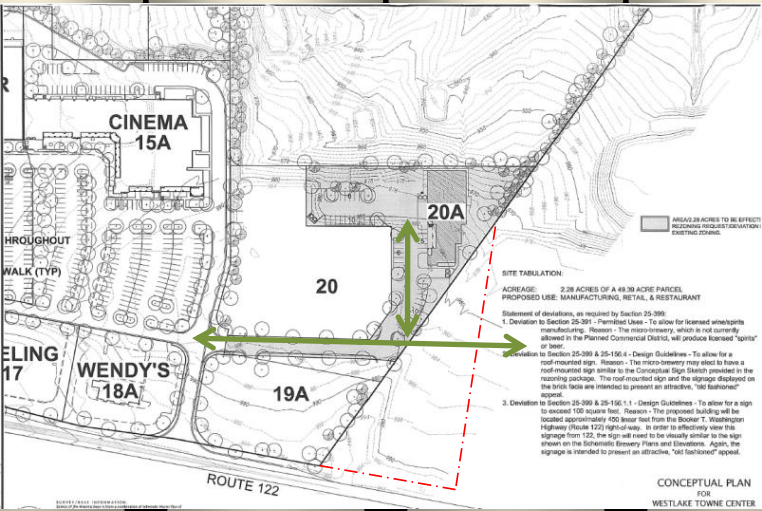 R
CINEMA
15A
20A
HROUGHOUT
WALK (TYP)
20
ELING
17
WENDY'S
18A
19A
ROUTE 122
AREA/2.28 ACRES TO BE EFFECT
REZONING REQUEST/DEVIATION
EXISTING ZONING.
SITE TABULATION:
ACREAGE: 2.28 ACRES OF A 49.39 ACRE PARCEL
PROPOSED USE: MANUFACTURING, RETAIL, & RESTAURANT
Statement of deviations, as required by Section 25-399:
1. Deviation to Section 25-391 - Permitted Uses - To allow for licensed wine/spirits
manufacturing. Reason - The micro-brewery, which is not currently
allowed in the Planned Commercial District, will produce licensed "spirits"
or beer.
2. Deviation to Section 25-399 & 25-156.4 - Design Guidelines - To allow for a
roof-mounted sign. Reason - The micro-brewery may elect to have a
roof-mounted sign similar to the Conceptual Sign Sketch provided in the
rezoning package. The roof-mounted sign and the signage displayed on
the brick facia are intended to present an attractive, "old fashioned"
appeal.
3. Deviation to Section 25-399 & 25-156.1.1 - Design Guidelines - To allow for a sign
to exceed 100 square feet. Reason - The proposed building will be
located approximately 450 linear feet from the Booker T. Washington
Highway (Route 122) right-of-way. In order to effectively view this
signage from 122, the sign will need to be visually similar to the sign
shown on the Schematic Brewery Plans and Elevations. Again, the
signage is intended to present an attractive, "old fashioned" appeal.
CONCEPTUAL PLAN
FOR
WESTLAKE TOWNE CENTER